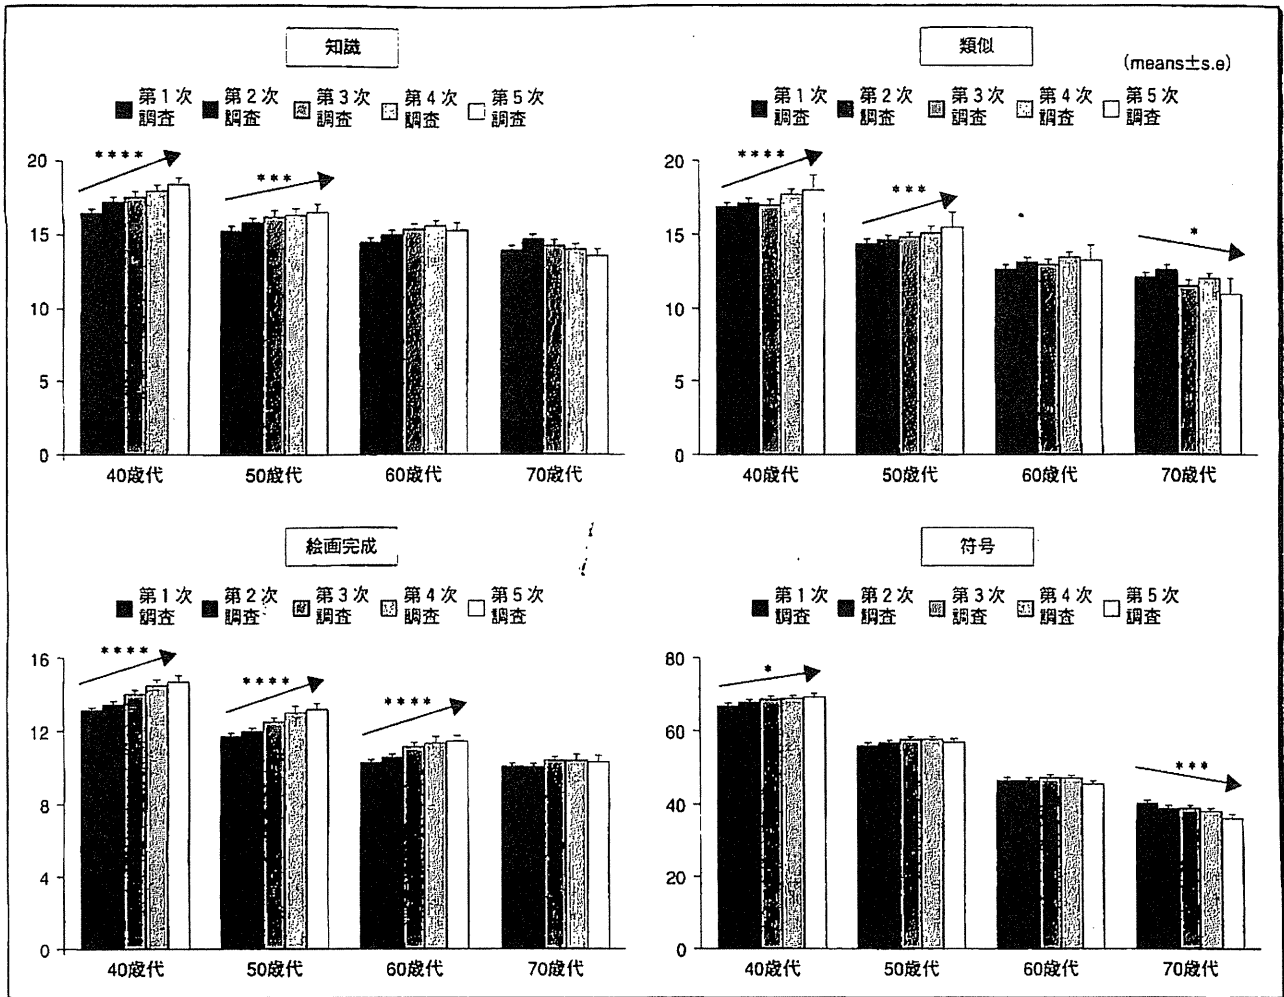 知識
第1次 第2次 第3次 第4次 第5次
調査 調査 調査 調査 調査
****
***
20
15
10
5
0
40歳代 50歳代 60歳代 70歳代
類似
(means±s.e)
第1次 第2次 第3次 第4次 第5次
調査 調査 調査 調査 調査
****
***
*
20
15
10
5
0
40歳代 50歳代 60歳代 70歳代
絵画完成
第1次 第2次 第3次 第4次 第5次
調査 調査 調査 調査 調査
****
****
****
16
12
8
4
0
40歳代 50歳代 60歳代 70歳代
符号
第1次 第2次 第3次 第4次 第5次
調査 調査 調査 調査 調査
*
***
80
60
40
20
0
40歳代 50歳代 60歳代 70歳代